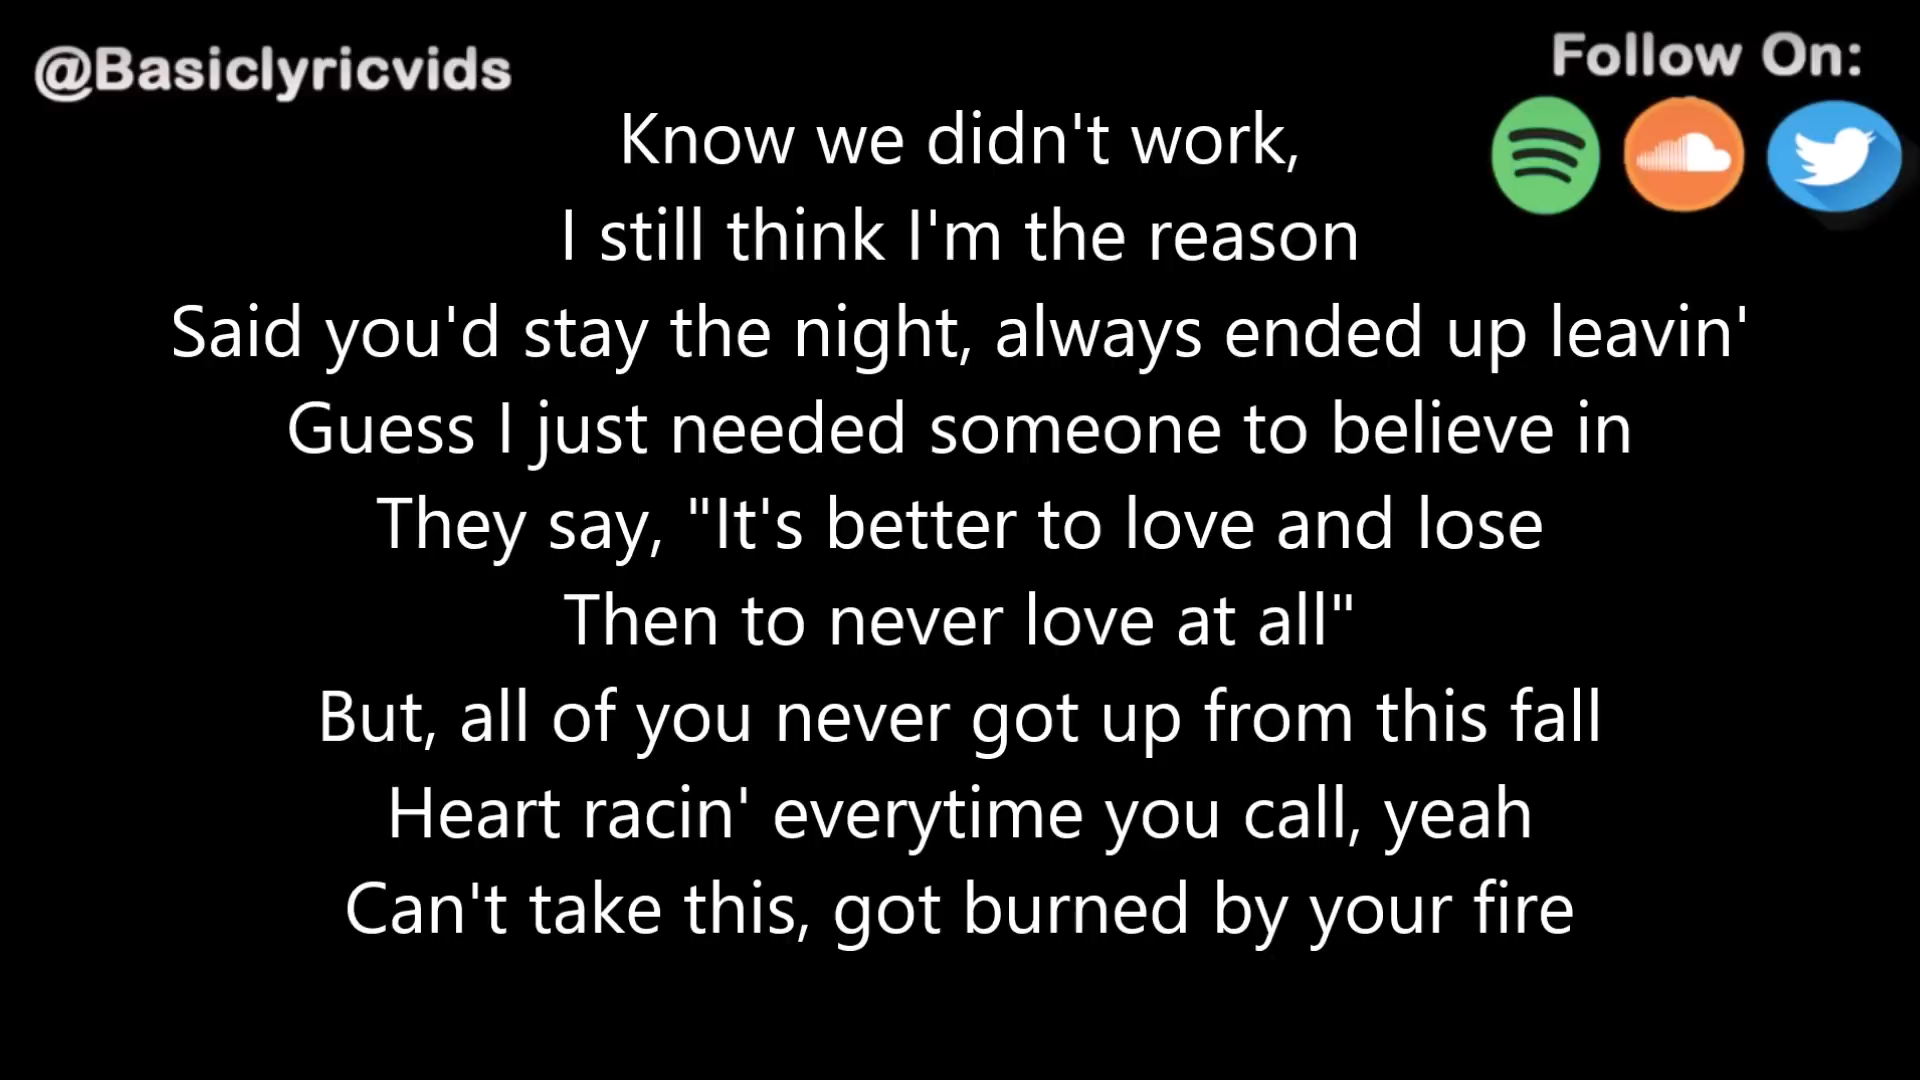 @Basiclyricvids
Follow On:
Know we didn't work,
I still think I'm the reason
Said you'd stay the night, always ended up leavin'
Guess I just needed someone to believe in
They say, "It's better to love and lose
Then to never love at all"
But, all of you never got up from this fall
Heart racin' everytime you call, yeah
Can't take this, got burned by your fire